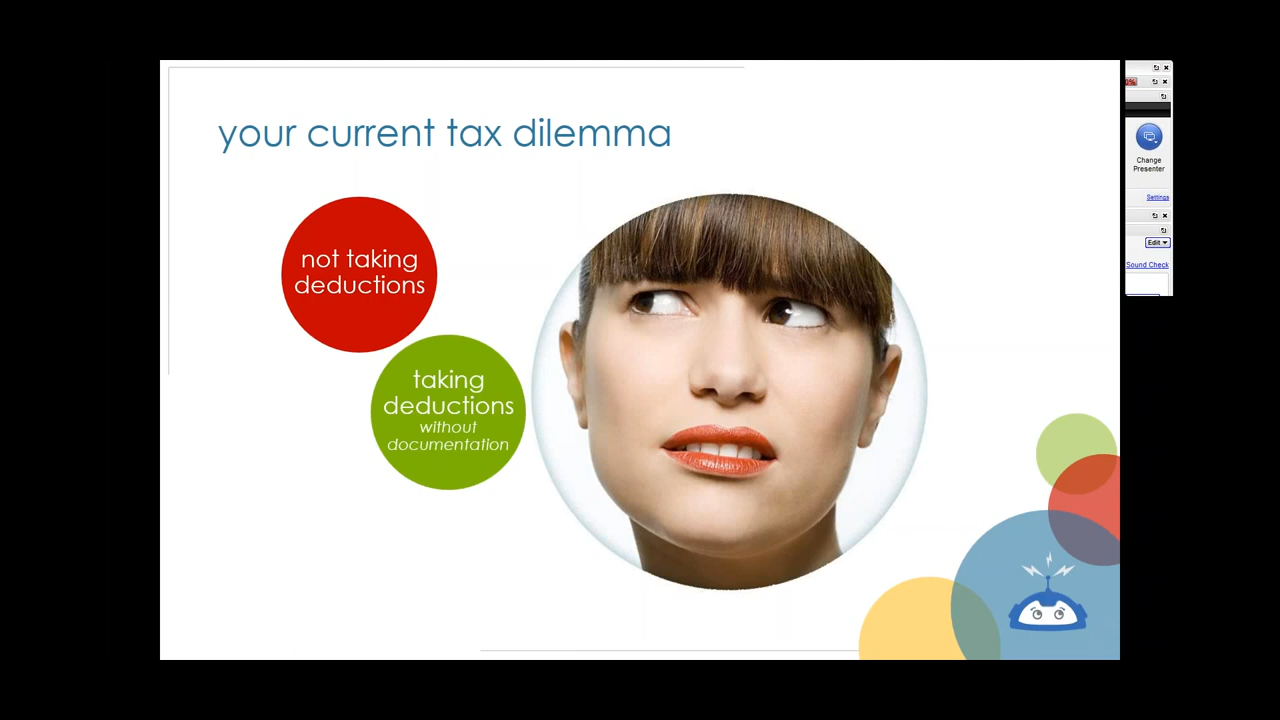 your current tax dilemma
not taking
deductions
taking
deductions
without
documentation
Change
Presenter
Settings
Edit
Sound Check